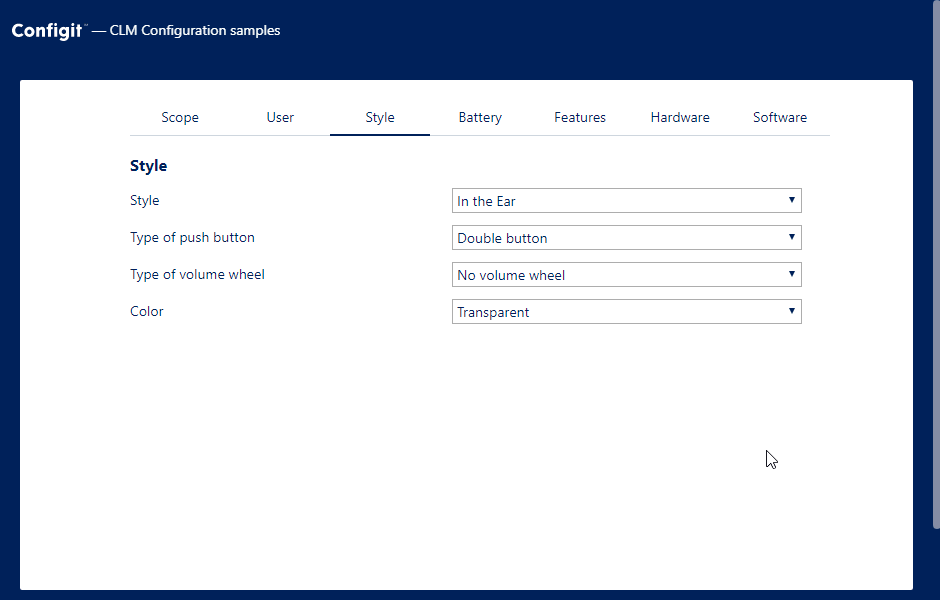 Configit™ — CLM Configuration samples
Scope User Style Battery Features Hardware Software
Style
Style In the Ear
Type of push button Double button
Type of volume wheel No volume wheel
Color Transparent